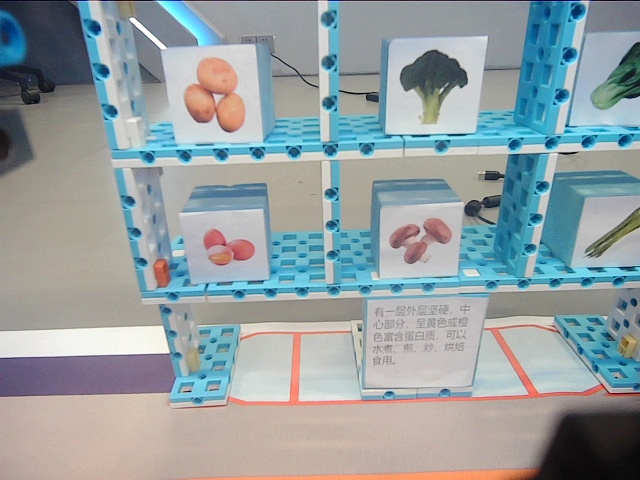 有一层外层坚硬，中
心部分，呈黄色或橙
色富含蛋白质，可以
水煮、煎、炒、烘焙
食用。